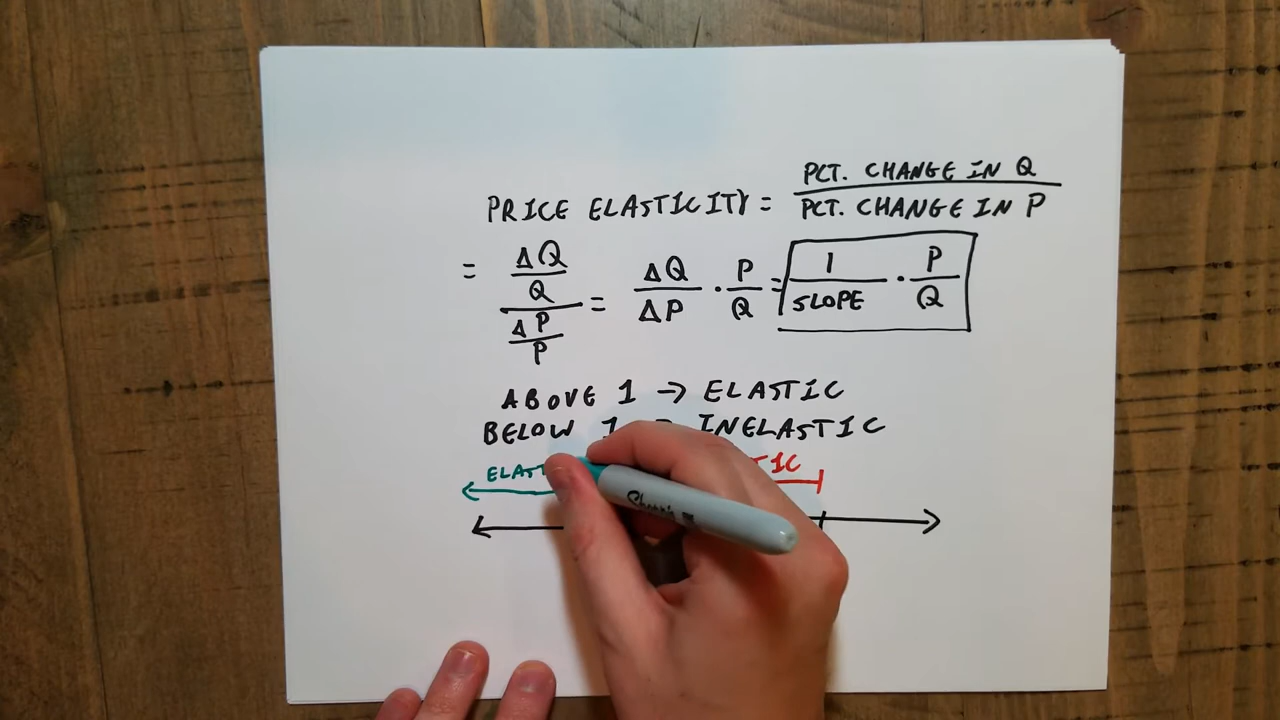 PCT. CHANGE IN Q
PRICE ELASTICITY = PCT. CHANGE IN P
= ΔQ/Q / ΔP/P = ΔQ/ΔP · P/Q = 1/SLOPE · P/Q
ABOVE 1 → ELASTIC
BELOW 1 → INELASTIC